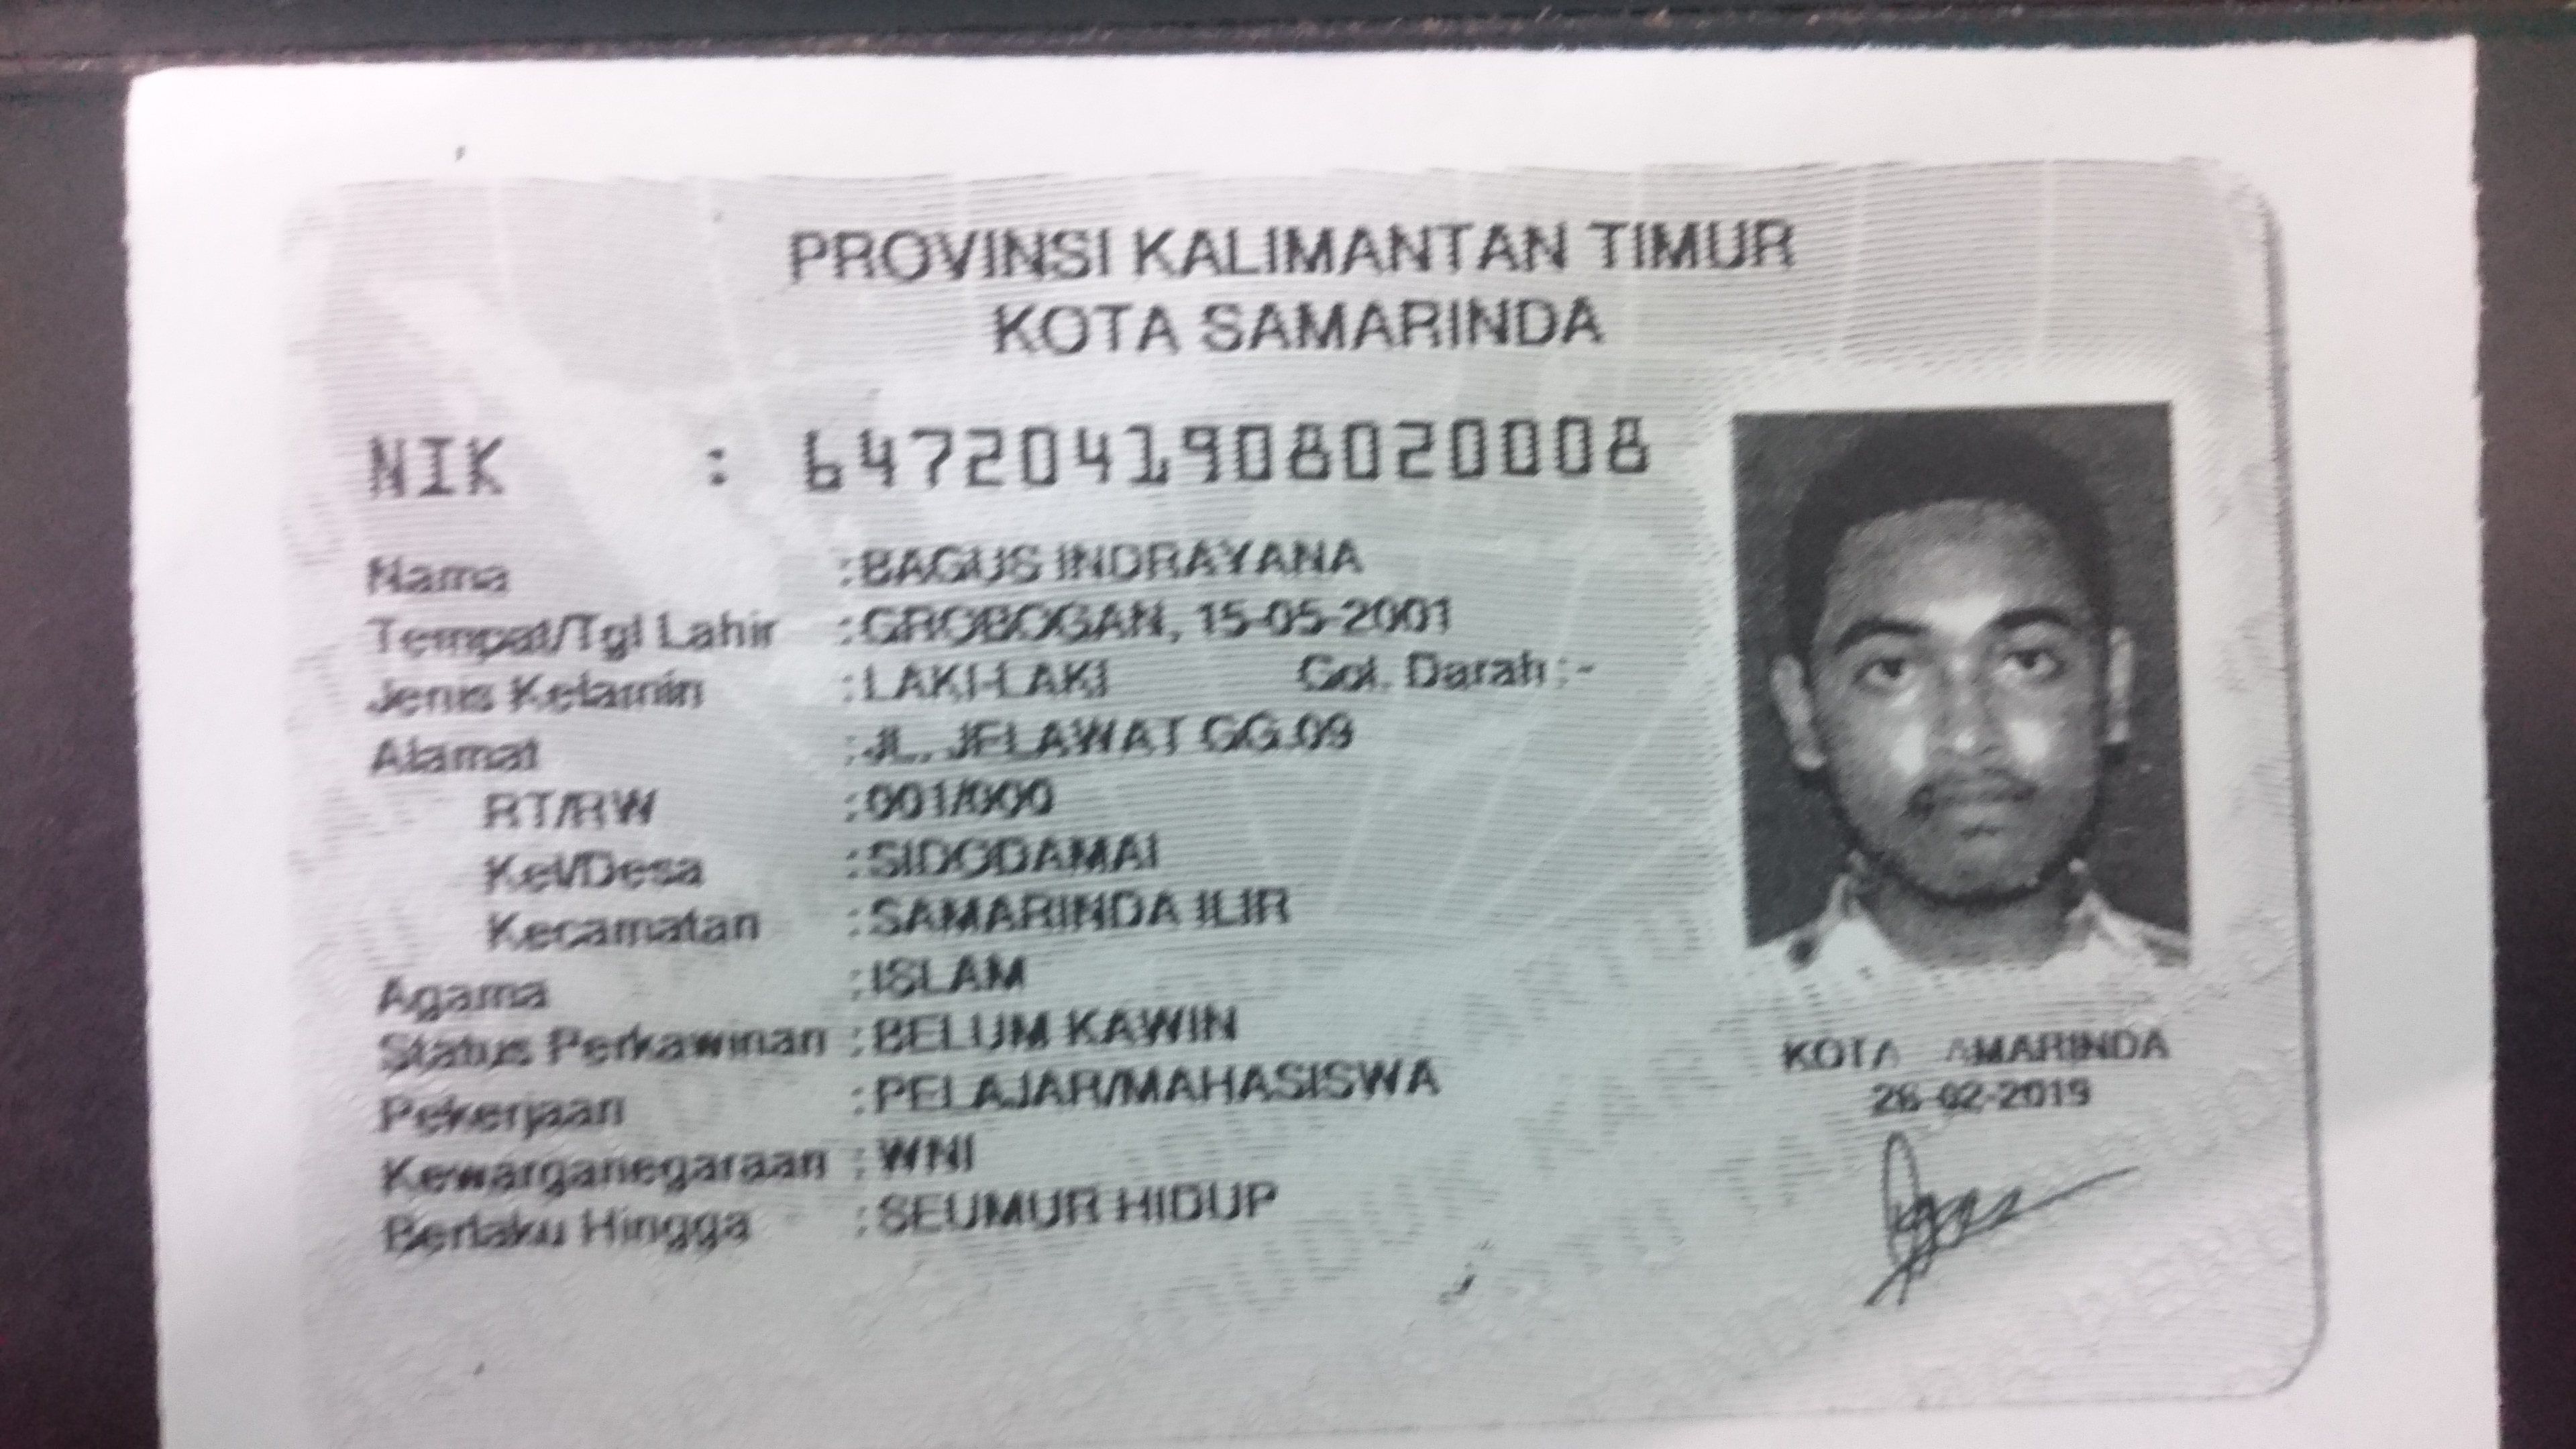 PROVINSI KALIMANTAN TIMUR
KOTA SAMARINDA
NIK : 6472041908020008
Nama :BAGUS INDRAYANA
Tempat/Tgl Lahir :GROBOGAN, 15-05-2001
Jenis Kelamin :LAKI-LAKI Gol. Darah :-
Alamat :JL. JELAWAT GG.09
RT/RW :001/000
Kel/Desa :SIDODAMAI
Kecamatan :SAMARINDA ILIR
Agama :ISLAM
Status Perkawinan :BELUM KAWIN
Pekerjaan :PELAJAR/MAHASISWA
Kewarganegaraan : WNI
Berlaku Hingga :SEUMUR HIDUP
KOTA AMARINDA
26-02-2019